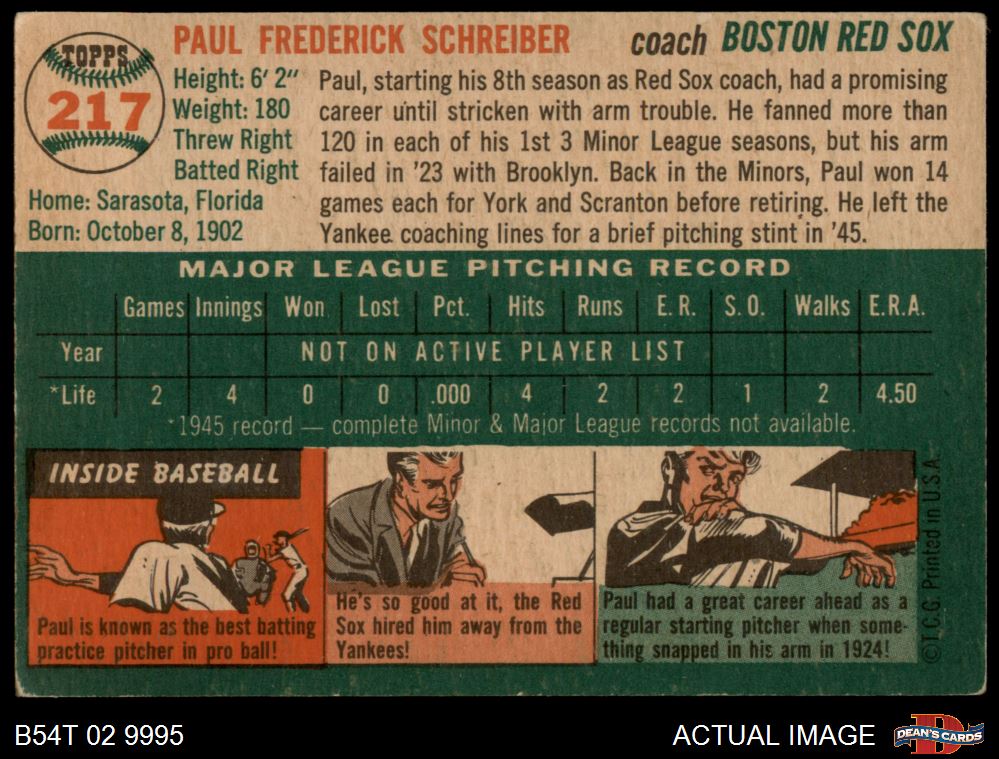 TOPPS
217
PAUL FREDERICK SCHREIBER coach BOSTON RED SOX
Height: 6' 2"
Weight: 180
Threw Right
Batted Right
Home: Sarasota, Florida
Born: October 8, 1902
Paul, starting his 8th season as Red Sox coach, had a promising
career until stricken with arm trouble. He fanned more than
120 in each of his 1st 3 Minor League seasons, but his arm
failed in '23 with Brooklyn. Back in the Minors, Paul won 14
games each for York and Scranton before retiring. He left the
Yankee coaching lines for a brief pitching stint in '45.
MAJOR LEAGUE PITCHING RECORD
Games Innings Won Lost Pct. Hits Runs E. R. S. O. Walks E.R.A.
Year NOT ON ACTIVE PLAYER LIST
*Life 2 4 0 0 .000 4 2 2 1 2 4.50
*1945 record — complete Minor & Major League records not available.
INSIDE BASEBALL
Paul is known as the best batting
practice pitcher in pro ball!
He's so good at it, the Red
Sox hired him away from the
Yankees!
Paul had a great career ahead as a
regular starting pitcher when some-
thing snapped in his arm in 1924!
© T.C.G. Printed in U.S.A.
B54T 02 9995
ACTUAL IMAGE
DEAN'S CARDS